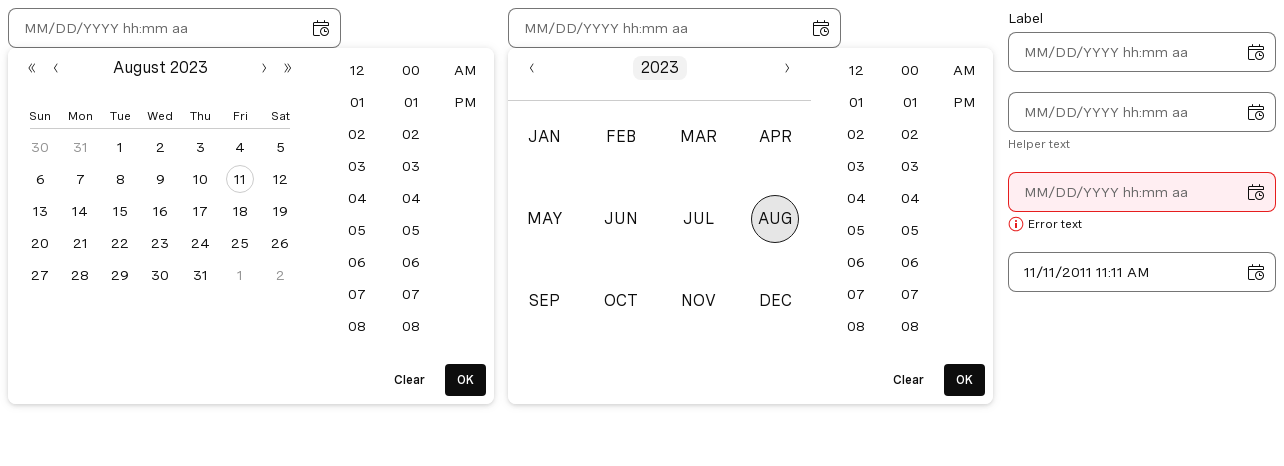 MM/DD/YYYY hh:mm aa
« ‹ August 2023 › »
Sun Mon Tue Wed Thu Fri Sat
30 31 1 2 3 4 5
6 7 8 9 10 11 12
13 14 15 16 17 18 19
20 21 22 23 24 25 26
27 28 29 30 31 1 2
12 00 AM
01 01 PM
02 02
03 03
04 04
05 05
06 06
07 07
08 08
Clear OK
MM/DD/YYYY hh:mm aa
‹ 2023 ›
JAN FEB MAR APR
MAY JUN JUL AUG
SEP OCT NOV DEC
12 00 AM
01 01 PM
02 02
03 03
04 04
05 05
06 06
07 07
08 08
Clear OK
Label
MM/DD/YYYY hh:mm aa
MM/DD/YYYY hh:mm aa
Helper text
MM/DD/YYYY hh:mm aa
Error text
11/11/2011 11:11 AM